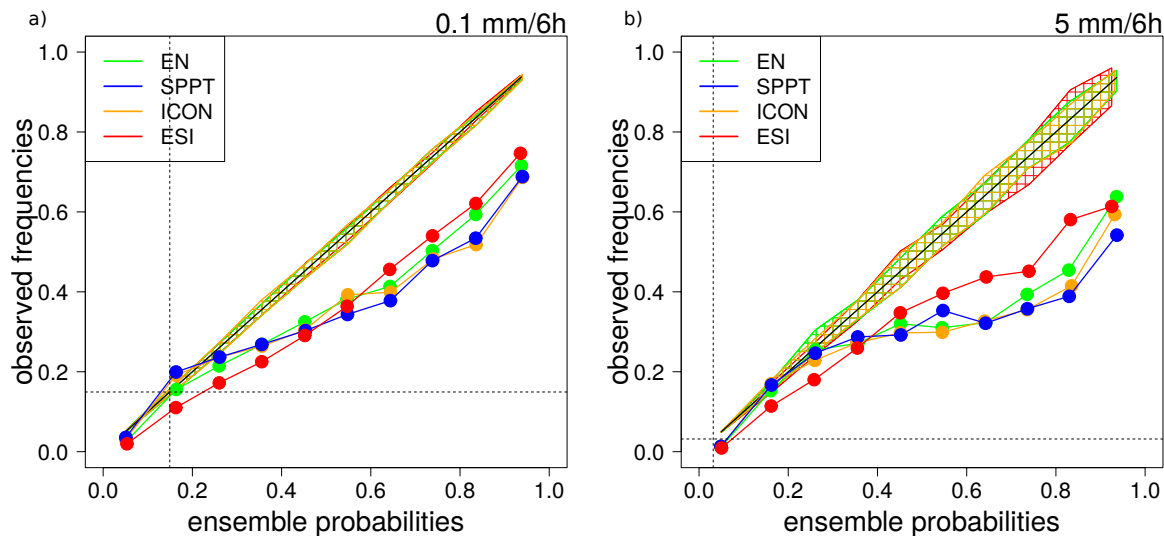 a)
0.1 mm/6h
EN
SPPT
ICON
ESI
observed frequencies
0.0
0.2
0.4
0.6
0.8
1.0
0.0 0.2 0.4 0.6 0.8 1.0
ensemble probabilities
b)
5 mm/6h
EN
SPPT
ICON
ESI
observed frequencies
0.0
0.2
0.4
0.6
0.8
1.0
0.0 0.2 0.4 0.6 0.8 1.0
ensemble probabilities